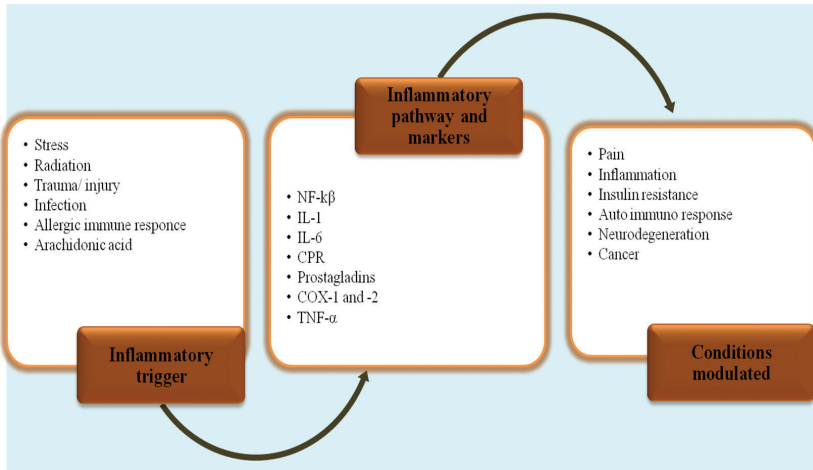 • Stress
• Radiation
• Trauma/ injury
• Infection
• Allergic immune responce
• Arachidonic acid
Inflammatory
trigger
Inflammatory
pathway and
markers
• NF-kβ
• IL-1
• IL-6
• CPR
• Prostagladins
• COX-1 and -2
• TNF-α
• Pain
• Inflammation
• Insulin resistance
• Auto immuno response
• Neurodegeneration
• Cancer
Conditions
modulated